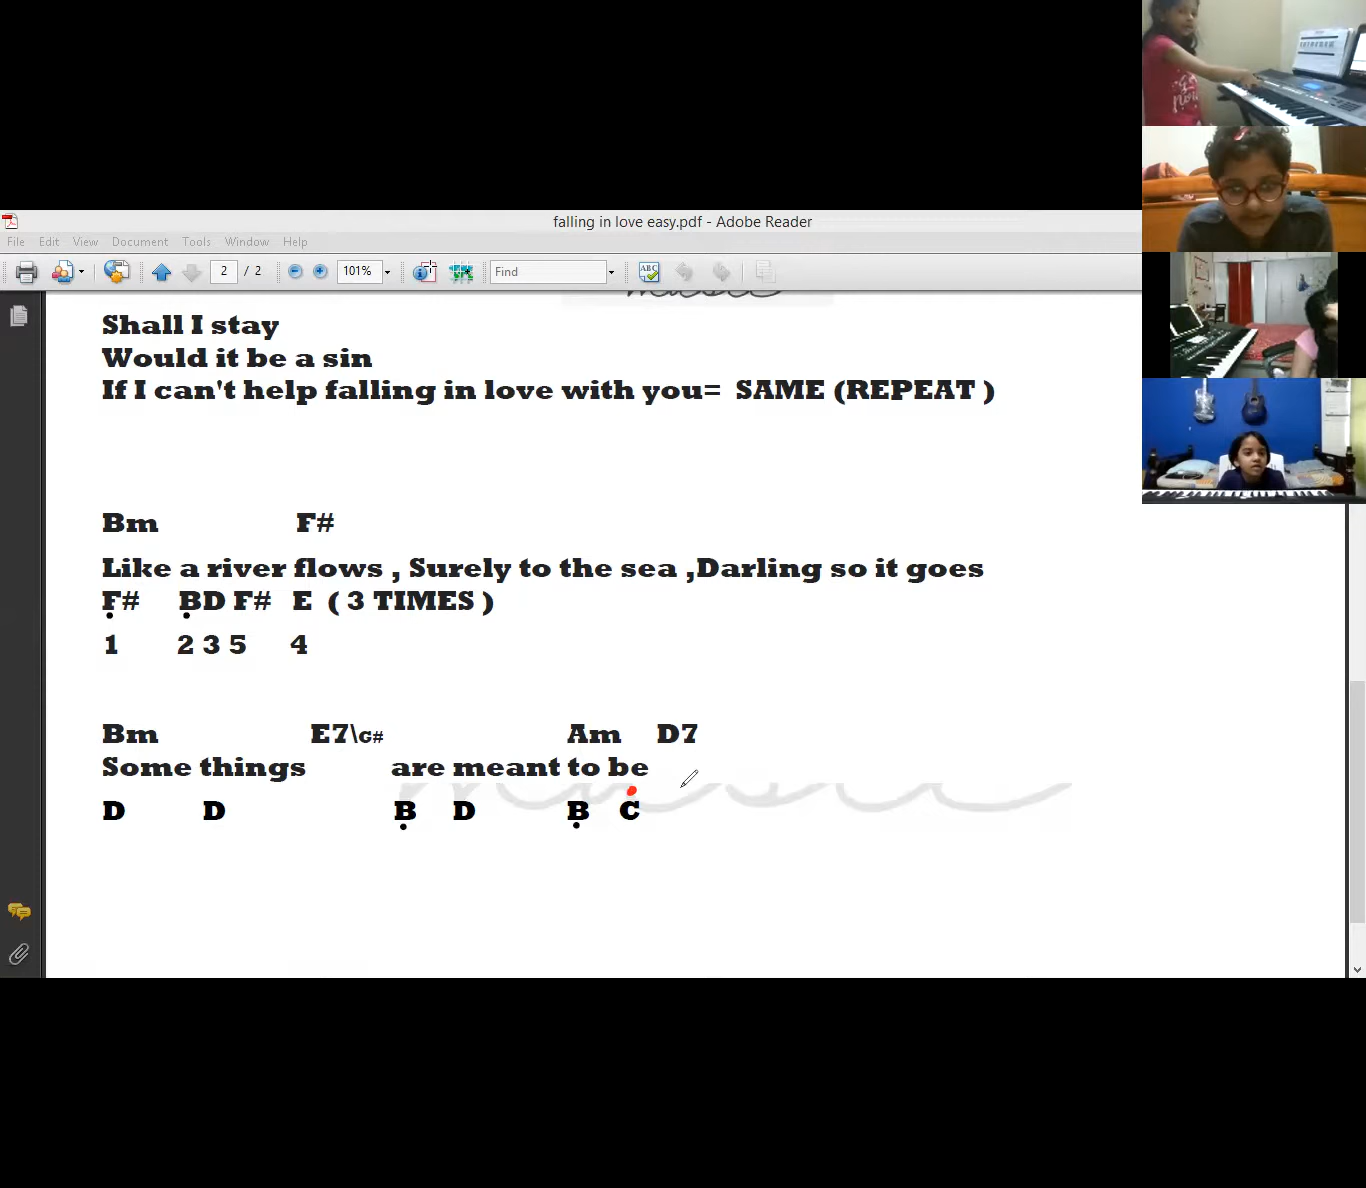 falling in love easy.pdf - Adobe Reader
File Edit View Document Tools Window Help
2 / 2 101% Find
Shall I stay
Would it be a sin
If I can't help falling in love with you= SAME (REPEAT )
Bm F#
Like a river flows , Surely to the sea ,Darling so it goes
F# BD F# E ( 3 TIMES )
1 2 3 5 4
Bm E7\G# Am D7
Some things are meant to be
D D B D B C
music